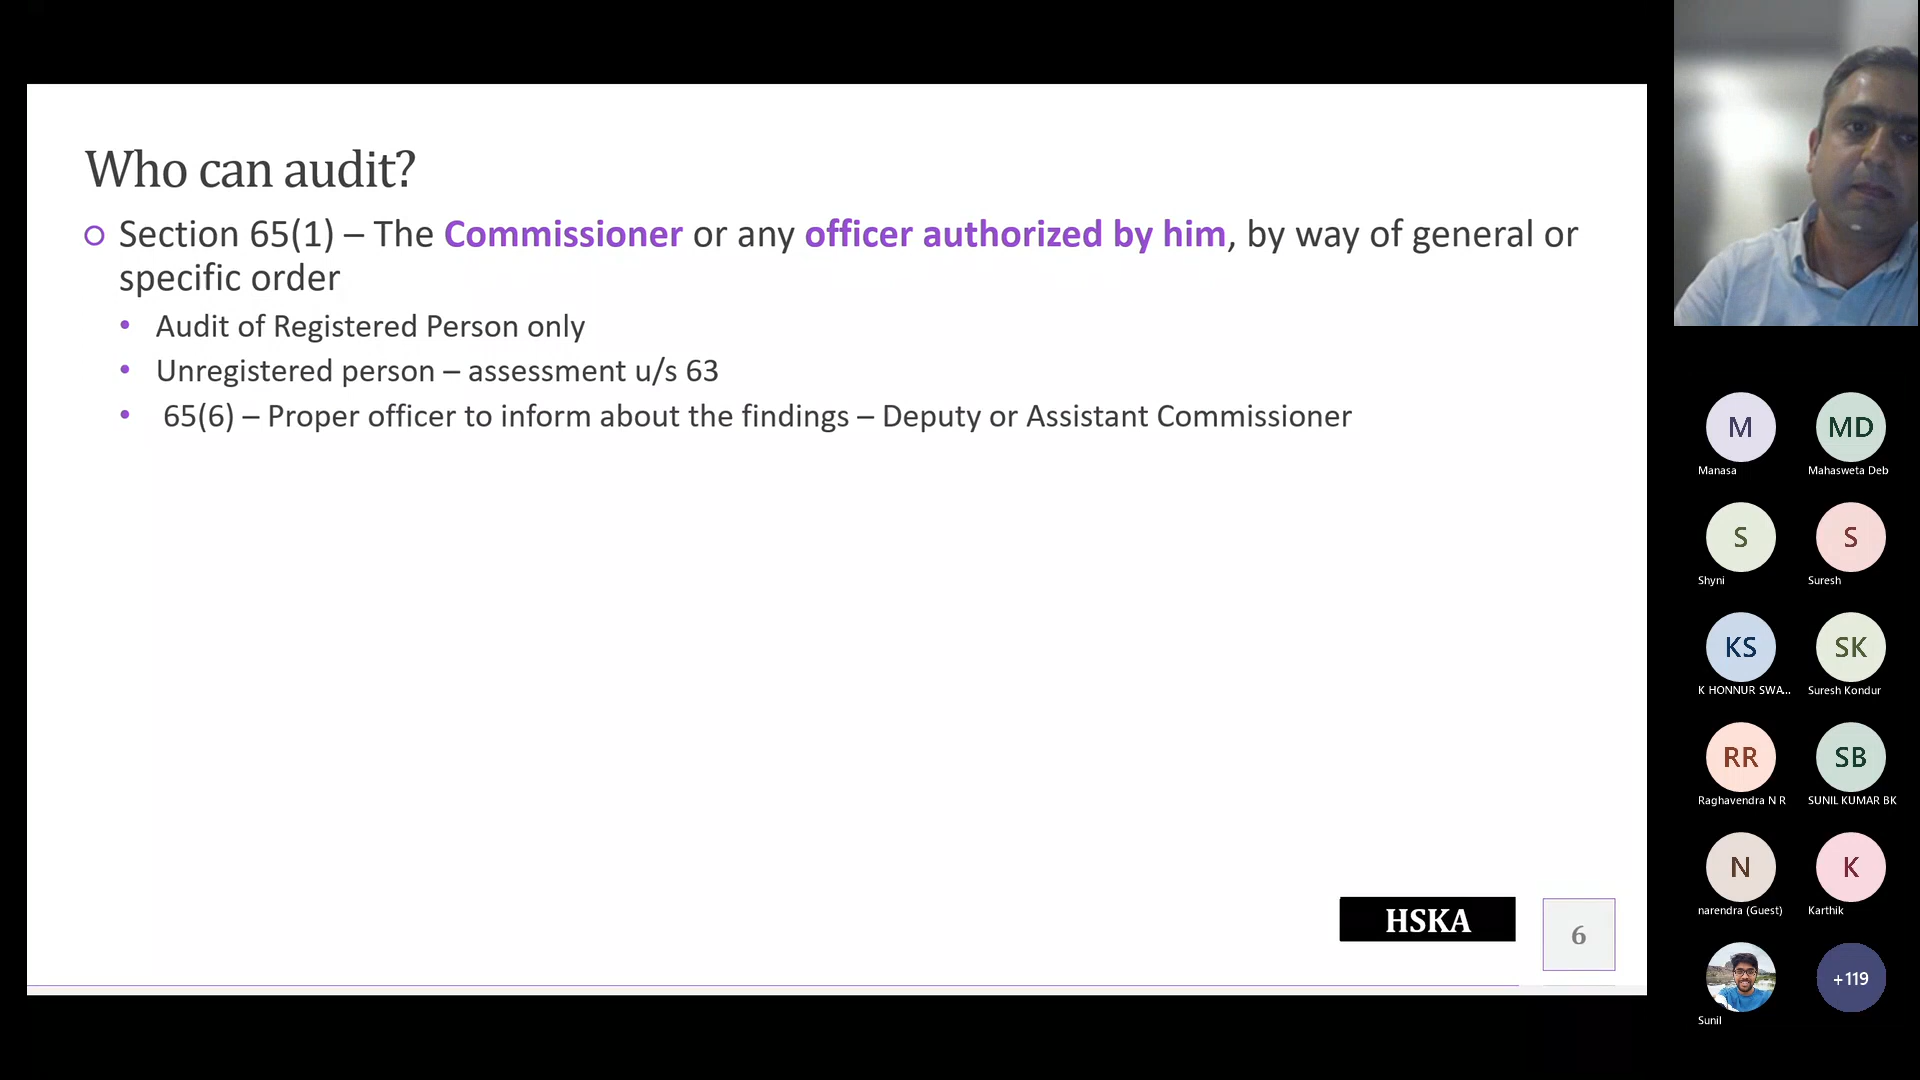 Who can audit?
Section 65(1) – The Commissioner or any officer authorized by him, by way of general or
specific order
• Audit of Registered Person only
• Unregistered person – assessment u/s 63
• 65(6) – Proper officer to inform about the findings – Deputy or Assistant Commissioner
HSKA
6
M
Manasa
MD
Mahasweta Deb
S
Shyni
S
Suresh
KS
K HONNUR SWA...
SK
Suresh Kondur
RR
Raghavendra N R
SB
SUNIL KUMAR BK
N
narendra (Guest)
K
Karthik
Sunil
+119